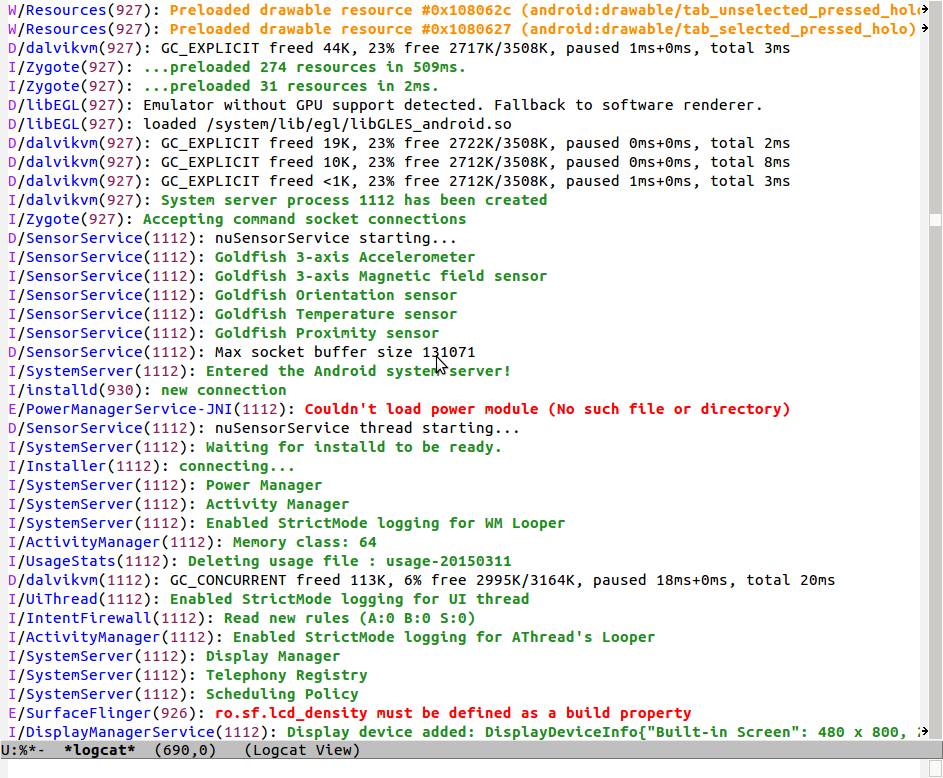 W/Resources(927): Preloaded drawable resource #0x108062c (android:drawable/tab_unselected_pressed_hol
W/Resources(927): Preloaded drawable resource #0x1080627 (android:drawable/tab_selected_pressed_holo)
D/dalvikvm(927): GC_EXPLICIT freed 44K, 23% free 2717K/3508K, paused 1ms+0ms, total 3ms
I/Zygote(927): ...preloaded 274 resources in 509ms.
I/Zygote(927): ...preloaded 31 resources in 2ms.
D/libEGL(927): Emulator without GPU support detected. Fallback to software renderer.
D/libEGL(927): loaded /system/lib/egl/libGLES_android.so
D/dalvikvm(927): GC_EXPLICIT freed 19K, 23% free 2722K/3508K, paused 0ms+0ms, total 2ms
D/dalvikvm(927): GC_EXPLICIT freed 10K, 23% free 2712K/3508K, paused 0ms+0ms, total 8ms
D/dalvikvm(927): GC_EXPLICIT freed <1K, 23% free 2712K/3508K, paused 1ms+0ms, total 3ms
I/dalvikvm(927): System server process 1112 has been created
I/Zygote(927): Accepting command socket connections
D/SensorService(1112): nuSensorService starting...
I/SensorService(1112): Goldfish 3-axis Accelerometer
I/SensorService(1112): Goldfish 3-axis Magnetic field sensor
I/SensorService(1112): Goldfish Orientation sensor
I/SensorService(1112): Goldfish Temperature sensor
I/SensorService(1112): Goldfish Proximity sensor
D/SensorService(1112): Max socket buffer size 131071
I/SystemServer(1112): Entered the Android system server!
I/installd(930): new connection
E/PowerManagerService-JNI(1112): Couldn't load power module (No such file or directory)
D/SensorService(1112): nuSensorService thread starting...
I/SystemServer(1112): Waiting for installd to be ready.
I/Installer(1112): connecting...
I/SystemServer(1112): Power Manager
I/SystemServer(1112): Activity Manager
I/SystemServer(1112): Enabled StrictMode logging for WM Looper
I/ActivityManager(1112): Memory class: 64
I/UsageStats(1112): Deleting usage file : usage-20150311
D/dalvikvm(1112): GC_CONCURRENT freed 113K, 6% free 2995K/3164K, paused 18ms+0ms, total 20ms
I/UiThread(1112): Enabled StrictMode logging for UI thread
I/IntentFirewall(1112): Read new rules (A:0 B:0 S:0)
I/ActivityManager(1112): Enabled StrictMode logging for AThread's Looper
I/SystemServer(1112): Display Manager
I/SystemServer(1112): Telephony Registry
I/SystemServer(1112): Scheduling Policy
E/SurfaceFlinger(926): ro.sf.lcd_density must be defined as a build property
I/DisplayManagerService(1112): Display device added: DisplayDeviceInfo{"Built-in Screen": 480 x 800,
U:%*- *logcat* (690,0) (Logcat View)